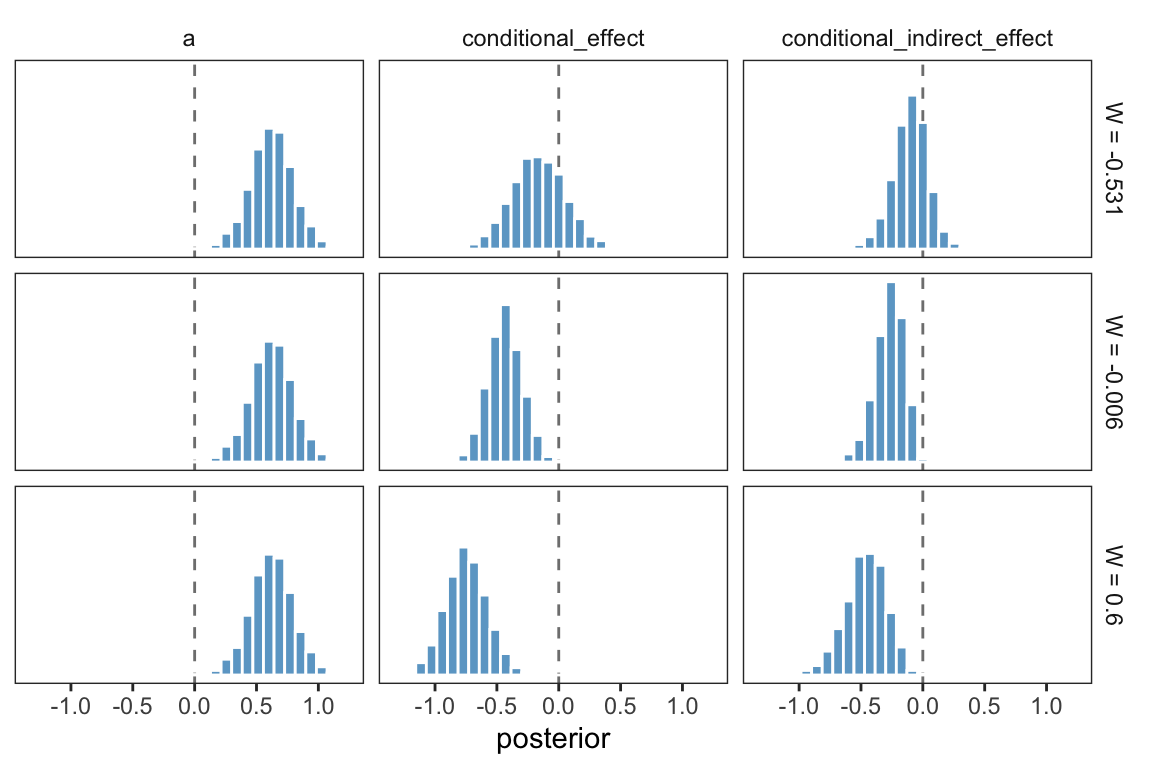 a
conditional_effect
conditional_indirect_effect
W = -0.531
W = -0.006
W = 0.6
-1.0 -0.5 0.0 0.5 1.0
-1.0 -0.5 0.0 0.5 1.0
-1.0 -0.5 0.0 0.5 1.0
posterior